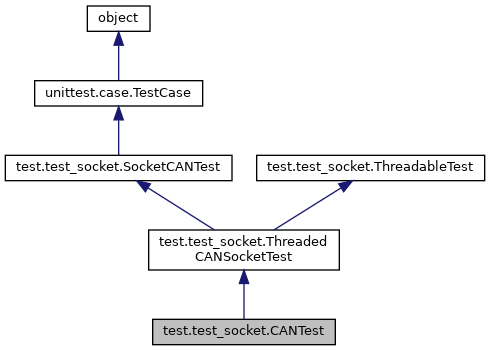 object
unittest.case.TestCase
test.test_socket.SocketCANTest
test.test_socket.ThreadableTest
test.test_socket.Threaded
CANSocketTest
test.test_socket.CANTest